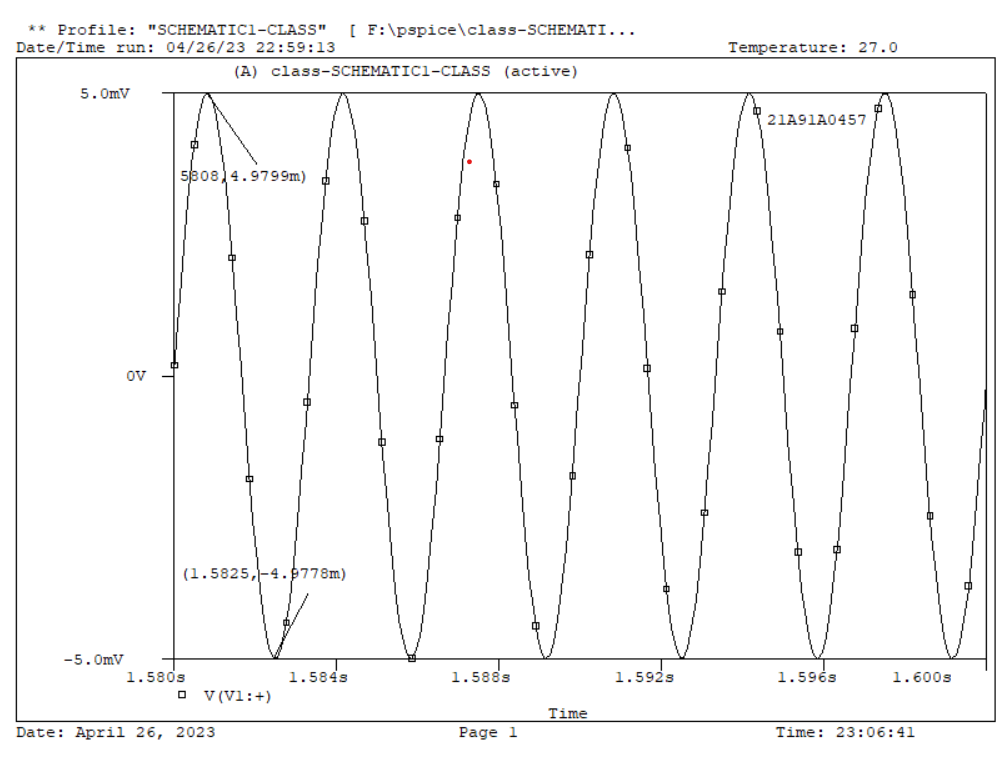 ** Profile: "SCHEMATIC1-CLASS"  [ F:\pspice\class-SCHEMATI...
Date/Time run: 04/26/23 22:59:13 Temperature: 27.0
(A) class-SCHEMATIC1-CLASS (active)
5.0mV
21A91A0457
5808,4.9799m)
0V
(1.5825,-4.9778m)
-5.0mV
1.580s 1.584s 1.588s 1.592s 1.596s 1.600s
V(V1:+)
Time
Date: April 26, 2023 Page 1 Time: 23:06:41